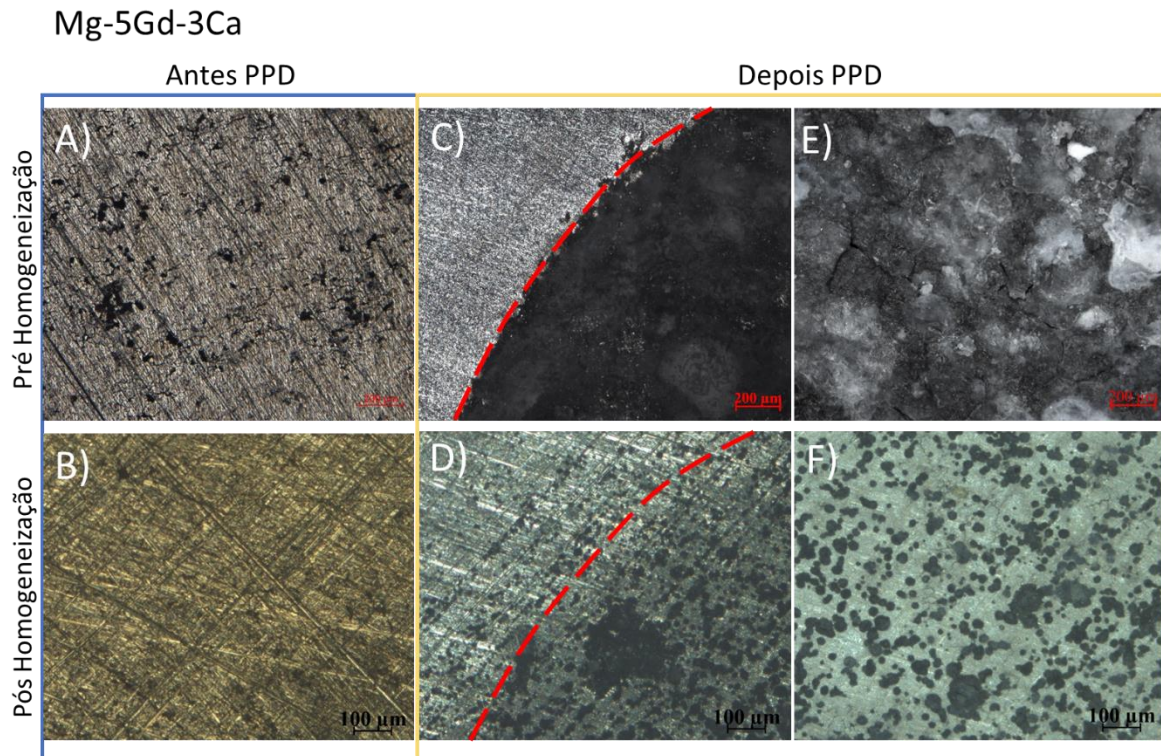 Mg-5Gd-3Ca
Antes PPD
Depois PPD
Pré Homogeneização
A)
C)
E)
200 µm
200 µm
Pós Homogeneização
B)
D)
F)
100 µm
100 µm
100 µm